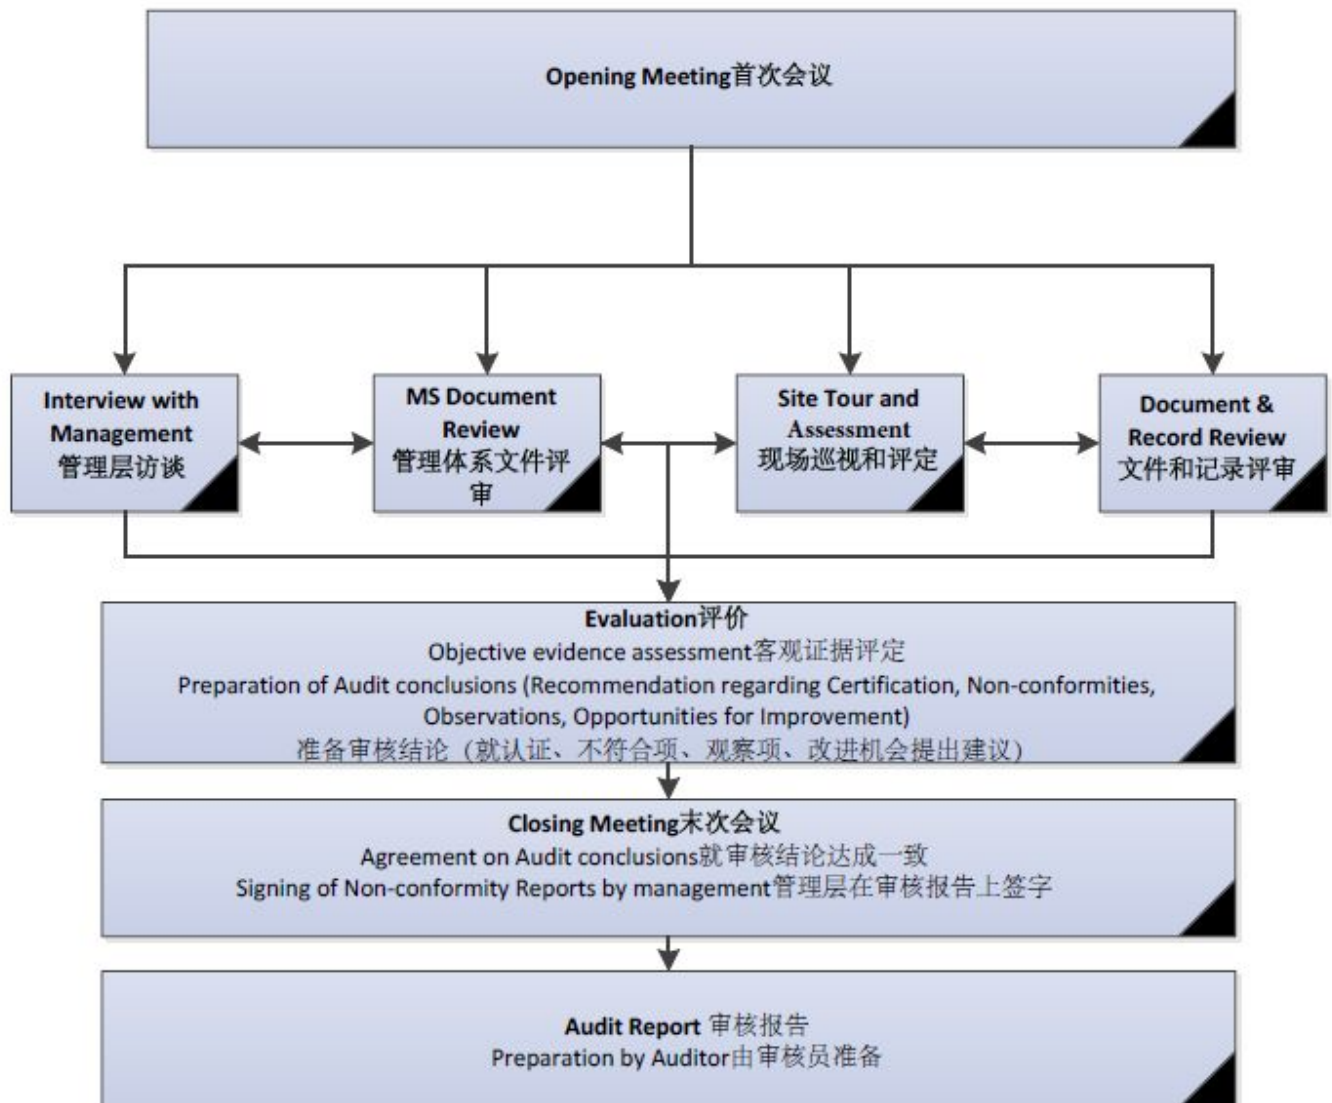 Opening Meeting首次会议
Interview with
Management
管理层访谈
MS Document
Review
管理体系文件评
审
Site Tour and
Assessment
现场巡视和评定
Document &
Record Review
文件和记录评审
Evaluation评价
Objective evidence assessment客观证据评定
Preparation of Audit conclusions (Recommendation regarding Certification, Non-conformities,
Observations, Opportunities for Improvement)
准备审核结论（就认证、不符合项、观察项、改进机会提出建议）
Closing Meeting末次会议
Agreement on Audit conclusions就审核结论达成一致
Signing of Non-conformity Reports by management管理层在审核报告上签字
Audit Report 审核报告
Preparation by Auditor由审核员准备